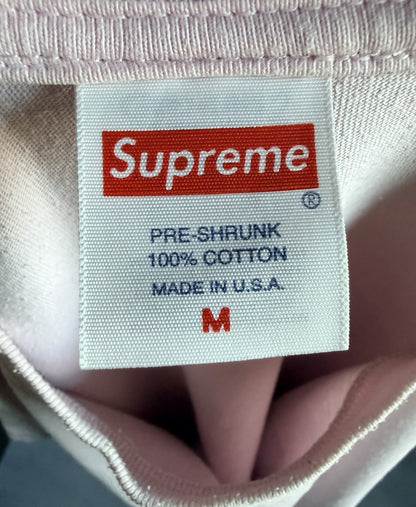 Supreme
®
PRE-SHRUNK
100% COTTON
MADE IN U.S.A.
M